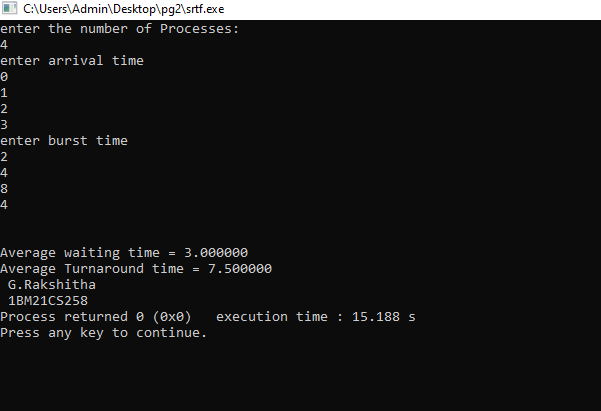 C:\Users\Admin\Desktop\pg2\srtf.exe
enter the number of Processes:
4
enter arrival time
0
1
2
3
enter burst time
2
4
8
4
Average waiting time = 3.000000
Average Turnaround time = 7.500000
G.Rakshitha
1BM21CS258
Process returned 0 (0x0)   execution time : 15.188 s
Press any key to continue.